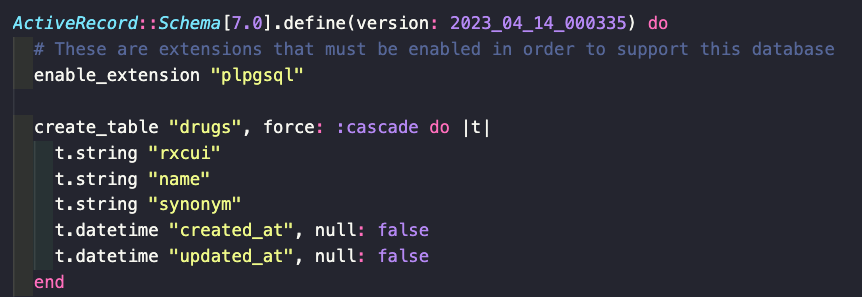 ActiveRecord::Schema[7.0].define(version: 2023_04_14_000335) do
# These are extensions that must be enabled in order to support this database
enable_extension "plpgsql"
create_table "drugs", force: :cascade do |t|
t.string "rxcui"
t.string "name"
t.string "synonym"
t.datetime "created_at", null: false
t.datetime "updated_at", null: false
end